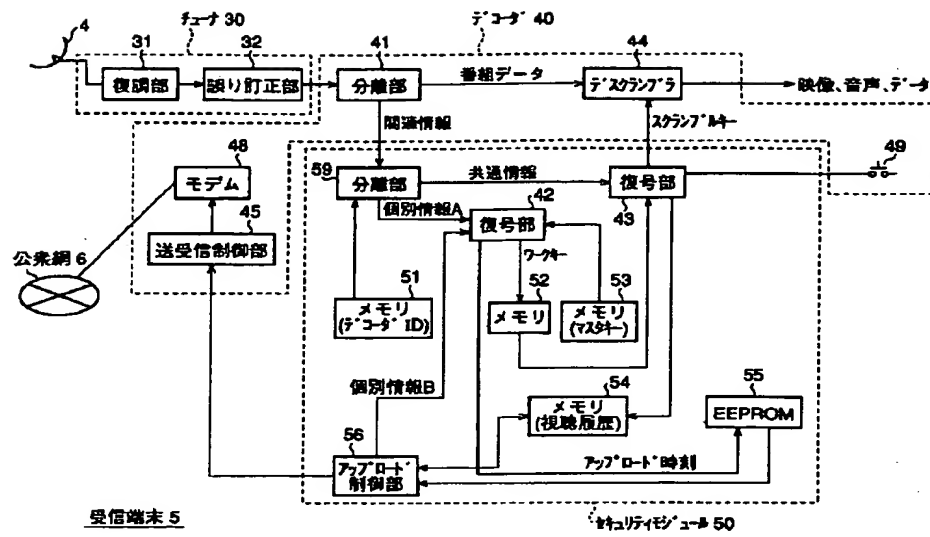 チューナ30
デコーダ40
4
31
32
41
44
復調部
誤り訂正部
分離部
番組データ
デスクランブラ
映像、音声、データ
関連情報
スクランブルキー
48
モデム
59
分離部
共通情報
復号部
43
49
45
送受信制御部
個別情報A
42
復号部
公衆網6
ワークキー
51
メモリ
(デコーダID)
52
メモリ
53
メモリ
(マスタキー)
個別情報B
54
メモリ
(視聴履歴)
55
EEPROM
56
アップロード
制御部
アップロード時刻
受信端末5
セキュリティモジュール50